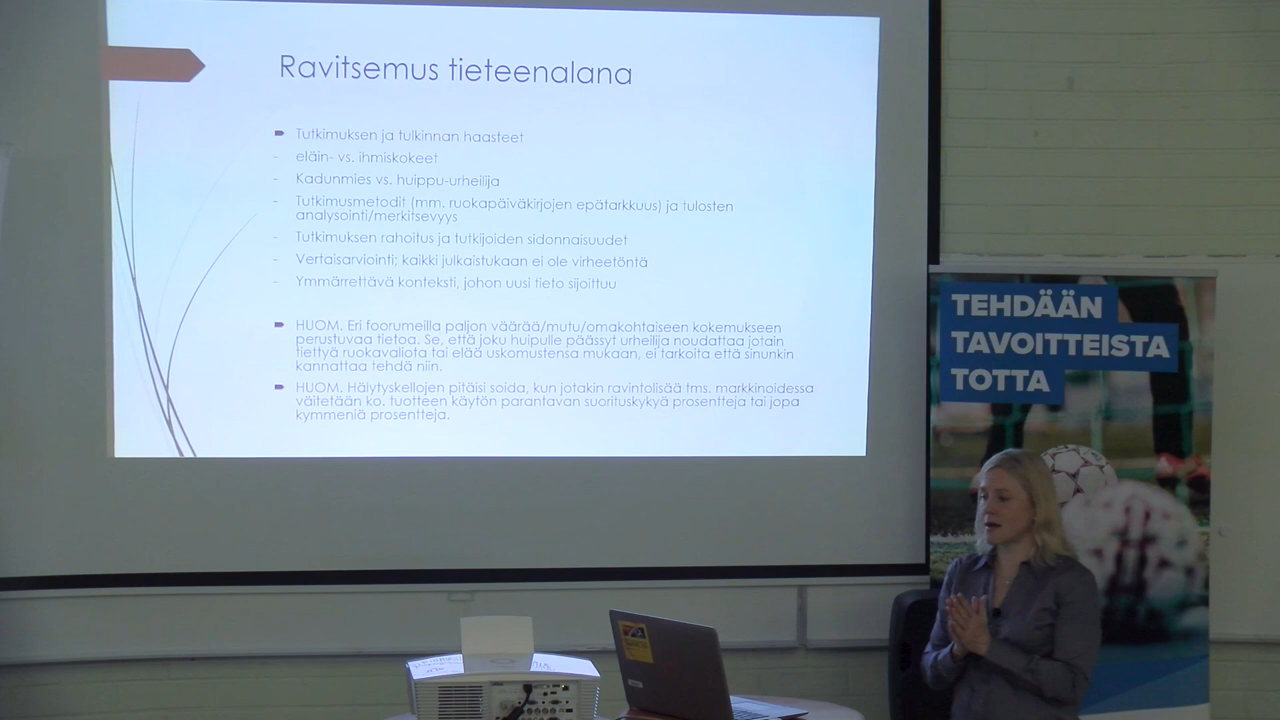 Ravitsemus tieteenalana
Tutkimuksen ja tulkinnan haasteet
- eläin- vs. ihmiskokeet
- Kadunmies vs. huippu-urheilija
- Tutkimusmetodit (mm. ruokapäiväkirjojen epätarkkuus) ja tulosten
analysointi/merkitsevyys
- Tutkimuksen rahoitus ja tutkijoiden sidonnaisuudet
- Vertaisarviointi; kaikki julkaistukaan ei ole virheetöntä
- Ymmärrettävä konteksti, johon uusi tieto sijoittuu
HUOM. Eri foorumeilla paljon väärää/mutu/omakohtaiseen kokemukseen
perustuvaa tietoa. Se, että joku huipulle päässyt urheilija noudattaa jotain
tiettyä ruokavaliota tai elää uskomustensa mukaan, ei tarkoita että sinunkin
kannattaa tehdä niin.
HUOM. Hälytyskellojen pitäisi soida, kun jotakin ravintolisää tms. markkinoidessa
väitetään ko. tuotteen käytön parantavan suorituskykyä prosentteja tai jopa
kymmeniä prosentteja.
TEHDÄÄN
TAVOITTEISTA
TOTTA